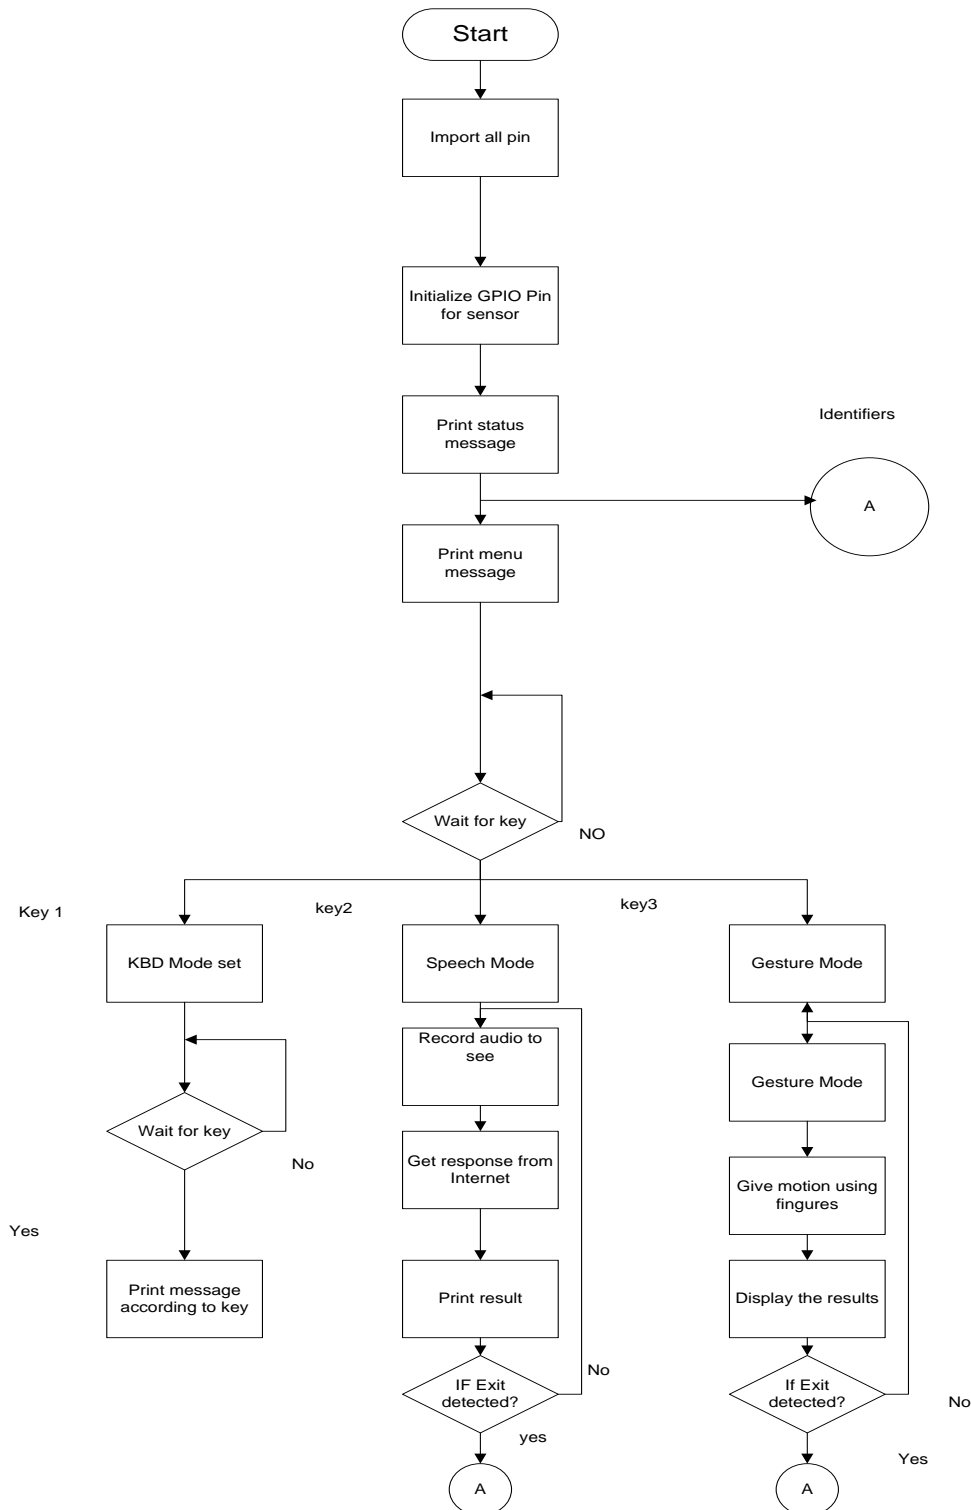 Start
Import all pin
Initialize GPIO Pin
for sensor
Print status
message
Identifiers
A
Print menu
message
Wait for key
NO
Key 1
key2
key3
KBD Mode set
Speech Mode
Gesture Mode
Record audio to
see
Gesture Mode
Wait for key
No
Get response from
Internet
Give motion using
fingures
Yes
Print message
according to key
Print result
Display the results
No
IF Exit
detected?
If Exit
detected?
No
yes
Yes
A
A